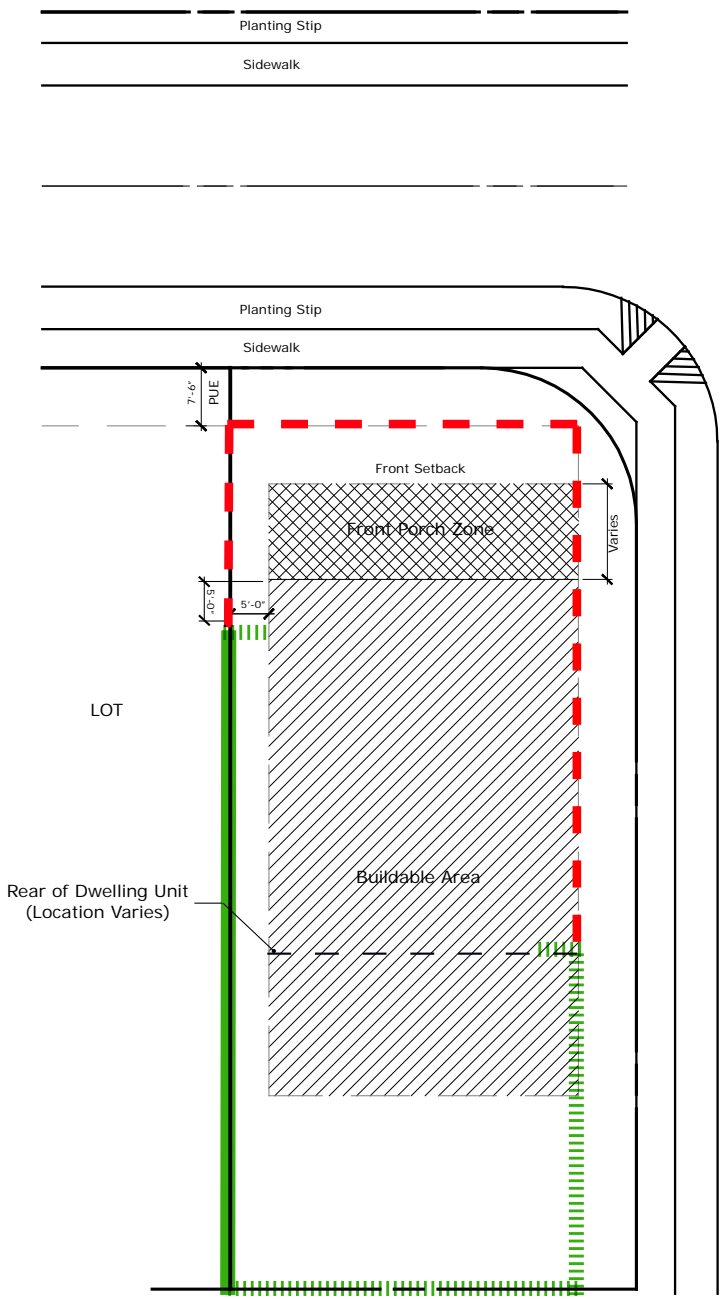 Planting Stip
Sidewalk
Planting Stip
Sidewalk
7'-6"
PUE
Front Setback
Front Porch Zone
Varies
5'-0"
5'-0"
LOT
Buildable Area
Rear of Dwelling Unit
(Location Varies)